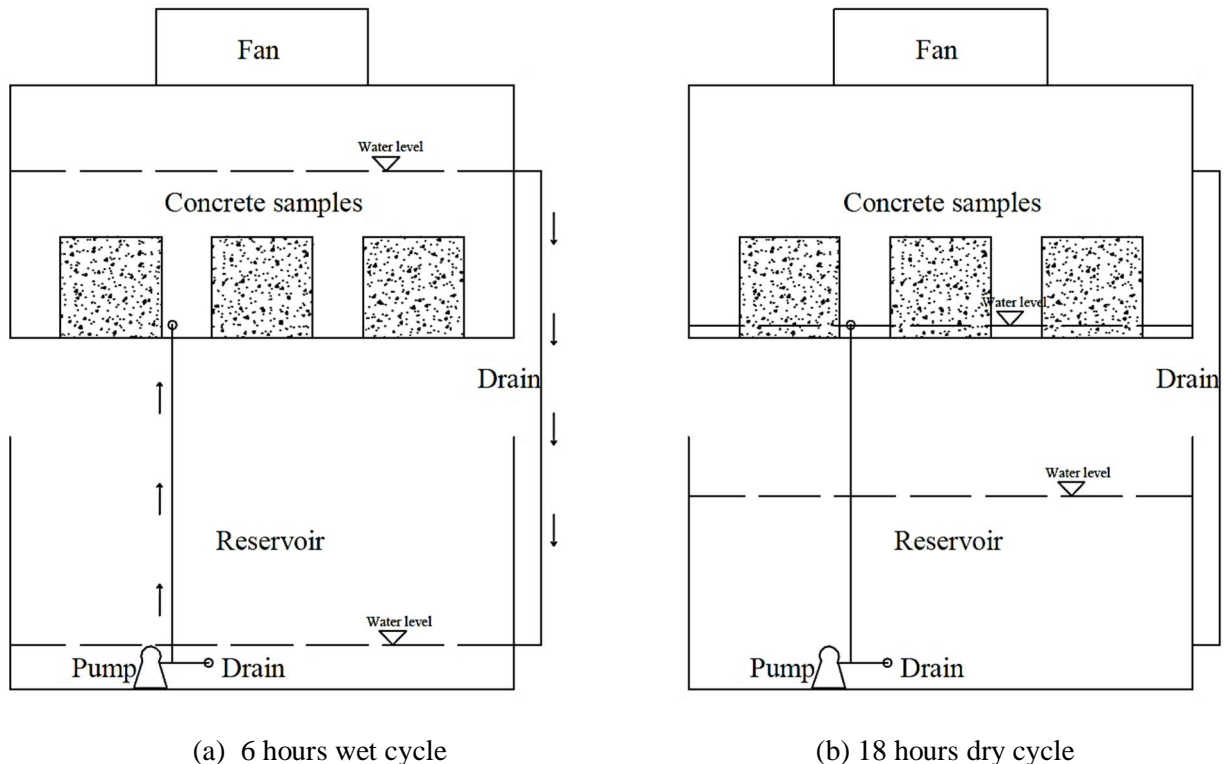 Fan
Water level
Concrete samples
Drain
Reservoir
Water level
Pump
Drain
(a) 6 hours wet cycle
Fan
Concrete samples
Water level
Drain
Water level
Reservoir
Pump
Drain
(b) 18 hours dry cycle